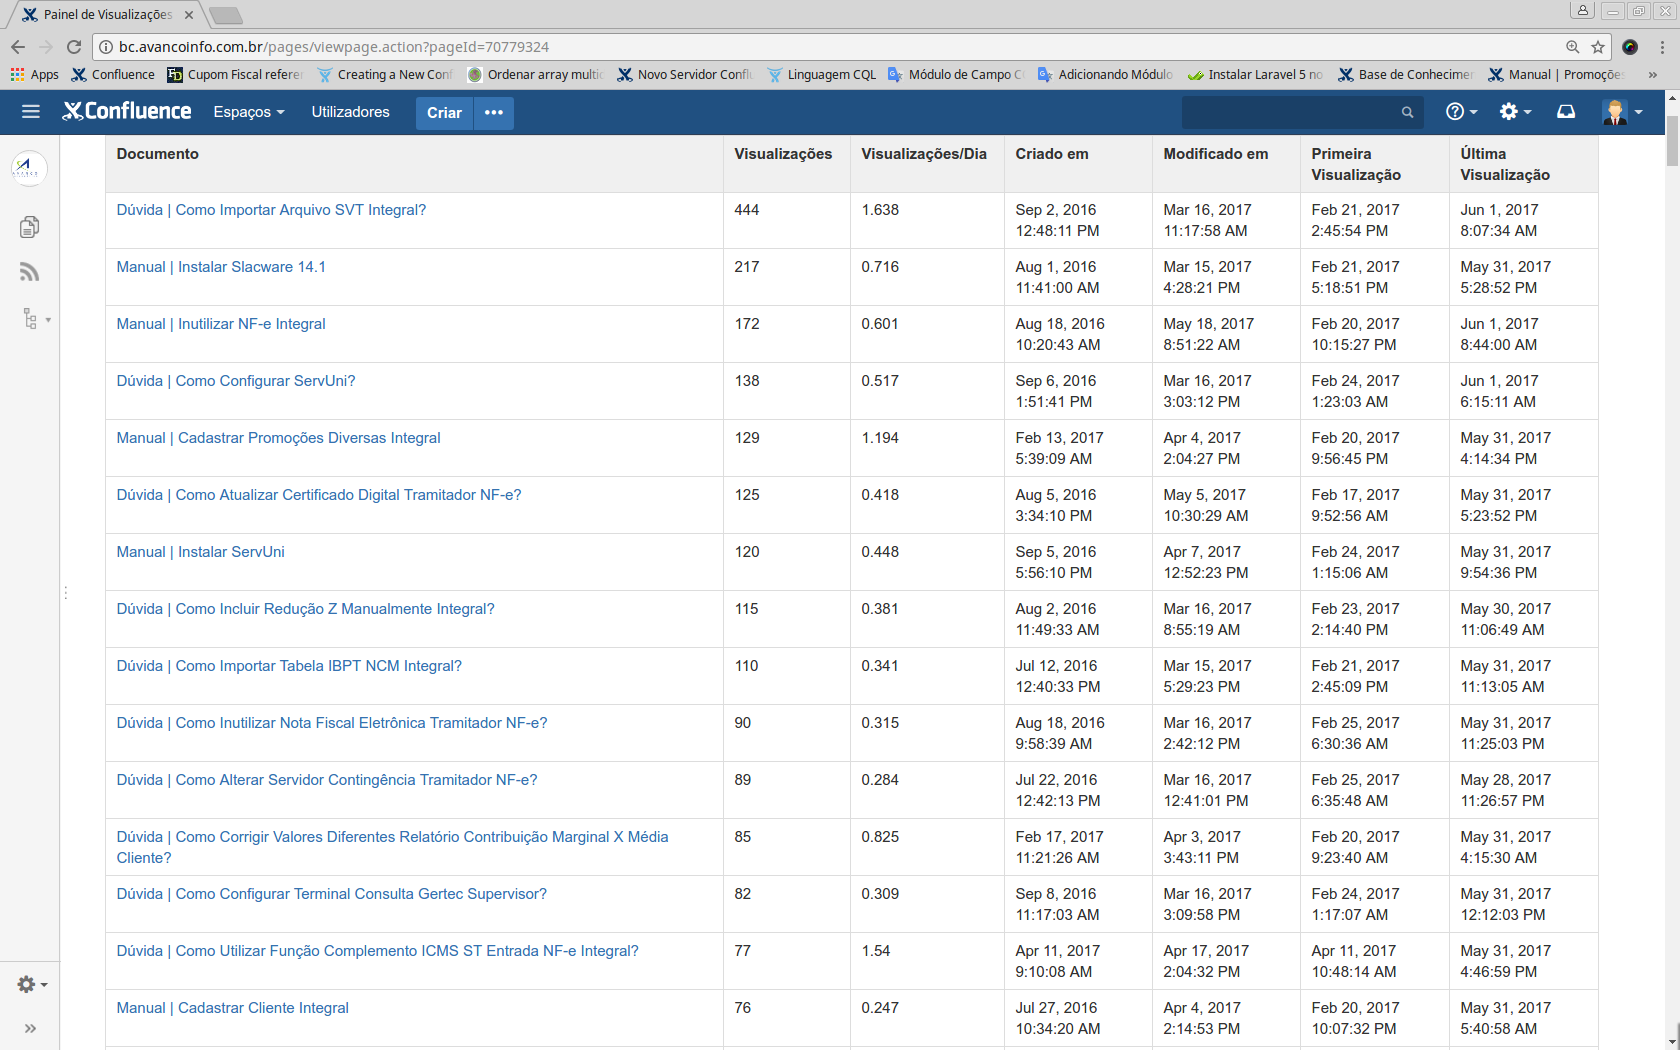 Painel de Visualizações
bc.avancoinfo.com.br/pages/viewpage.action?pageId=70779324
Apps Confluence Cupom Fiscal referen Creating a New Conf Ordenar array multid Novo Servidor Conflu Linguagem CQL Módulo de Campo CQ Adicionando Módulo Instalar Laravel 5 no Base de Conhecimen Manual | Promoções »
Confluence Espaços Utilizadores Criar •••
Documento Visualizações Visualizações/Dia Criado em Modificado em Primeira Última
Visualização Visualização
Dúvida | Como Importar Arquivo SVT Integral? 444 1.638 Sep 2, 2016 Mar 16, 2017 Feb 21, 2017 Jun 1, 2017
12:48:11 PM 11:17:58 AM 2:45:54 PM 8:07:34 AM
Manual | Instalar Slacware 14.1 217 0.716 Aug 1, 2016 Mar 15, 2017 Feb 21, 2017 May 31, 2017
11:41:00 AM 4:28:21 PM 5:18:51 PM 5:28:52 PM
Manual | Inutilizar NF-e Integral 172 0.601 Aug 18, 2016 May 18, 2017 Feb 20, 2017 Jun 1, 2017
10:20:43 AM 8:51:22 AM 10:15:27 PM 8:44:00 AM
Dúvida | Como Configurar ServUni? 138 0.517 Sep 6, 2016 Mar 16, 2017 Feb 24, 2017 Jun 1, 2017
1:51:41 PM 3:03:12 PM 1:23:03 AM 6:15:11 AM
Manual | Cadastrar Promoções Diversas Integral 129 1.194 Feb 13, 2017 Apr 4, 2017 Feb 20, 2017 May 31, 2017
5:39:09 AM 2:04:27 PM 9:56:45 PM 4:14:34 PM
Dúvida | Como Atualizar Certificado Digital Tramitador NF-e? 125 0.418 Aug 5, 2016 May 5, 2017 Feb 17, 2017 May 31, 2017
3:34:10 PM 10:30:29 AM 9:52:56 AM 5:23:52 PM
Manual | Instalar ServUni 120 0.448 Sep 5, 2016 Apr 7, 2017 Feb 24, 2017 May 31, 2017
5:56:10 PM 12:52:23 PM 1:15:06 AM 9:54:36 PM
Dúvida | Como Incluir Redução Z Manualmente Integral? 115 0.381 Aug 2, 2016 Mar 16, 2017 Feb 23, 2017 May 30, 2017
11:49:33 AM 8:55:19 AM 2:14:40 PM 11:06:49 AM
Dúvida | Como Importar Tabela IBPT NCM Integral? 110 0.341 Jul 12, 2016 Mar 15, 2017 Feb 21, 2017 May 31, 2017
12:40:33 PM 5:29:23 PM 2:45:09 PM 11:13:05 AM
Dúvida | Como Inutilizar Nota Fiscal Eletrônica Tramitador NF-e? 90 0.315 Aug 18, 2016 Mar 16, 2017 Feb 25, 2017 May 31, 2017
9:58:39 AM 2:42:12 PM 6:30:36 AM 11:25:03 PM
Dúvida | Como Alterar Servidor Contingência Tramitador NF-e? 89 0.284 Jul 22, 2016 Mar 16, 2017 Feb 25, 2017 May 28, 2017
12:42:13 PM 12:41:01 PM 6:35:48 AM 11:26:57 PM
Dúvida | Como Corrigir Valores Diferentes Relatório Contribuição Marginal X Média 85 0.825 Feb 17, 2017 Apr 3, 2017 Feb 20, 2017 May 31, 2017
Cliente? 11:21:26 AM 3:43:11 PM 9:23:40 AM 4:15:30 AM
Dúvida | Como Configurar Terminal Consulta Gertec Supervisor? 82 0.309 Sep 8, 2016 Mar 16, 2017 Feb 24, 2017 May 31, 2017
11:17:03 AM 3:09:58 PM 1:17:07 AM 12:12:03 PM
Dúvida | Como Utilizar Função Complemento ICMS ST Entrada NF-e Integral? 77 1.54 Apr 11, 2017 Apr 17, 2017 Apr 11, 2017 May 31, 2017
9:10:08 AM 2:04:32 PM 10:48:14 AM 4:46:59 PM
Manual | Cadastrar Cliente Integral 76 0.247 Jul 27, 2016 Apr 4, 2017 Feb 20, 2017 May 31, 2017
10:34:20 AM 2:14:53 PM 10:07:32 PM 5:40:58 AM